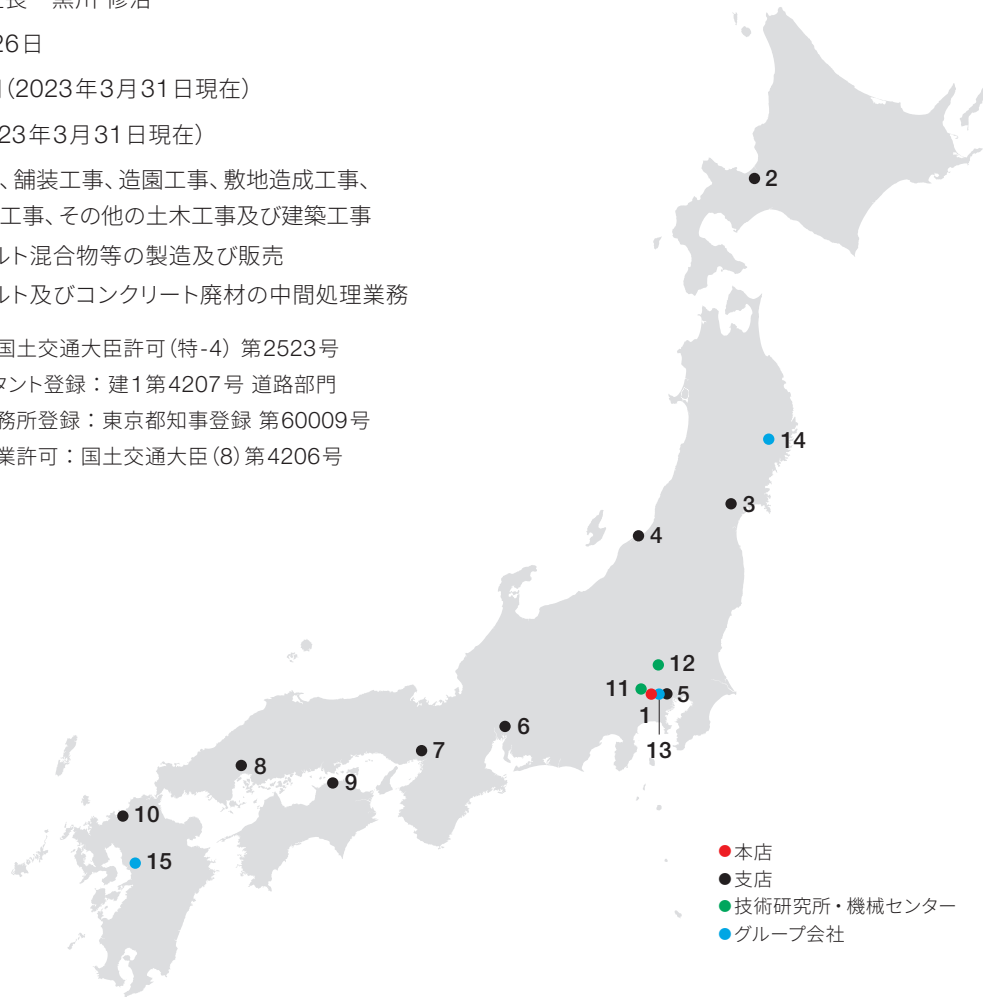 長 黒川 修治
26日
(2023年3月31日現在)
23年3月31日現在)
、舗装工事、造園工事、敷地造成工事、
工事、その他の土木工事及び建築工事
ルト混合物等の製造及び販売
ルト及びコンクリート廃材の中間処理業務
国土交通大臣許可(特-4) 第2523号
タント登録：建1第4207号 道路部門
務所登録：東京都知事登録 第60009号
業許可：国土交通大臣(8)第4206号
2
14
3
4
12
11
5
1
13
6
7
8
9
10
15
本店
支店
技術研究所・機械センター
グループ会社